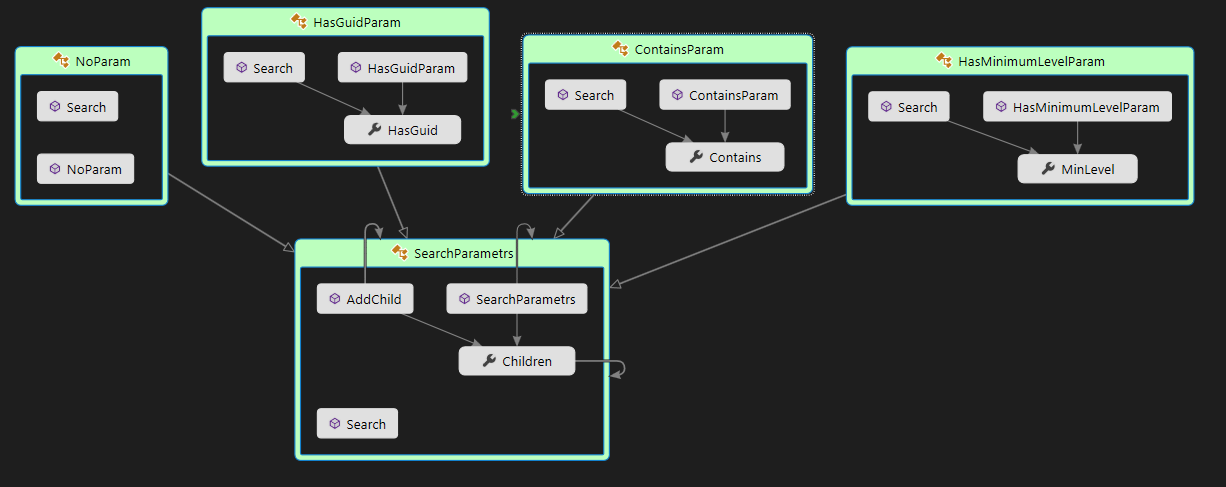 NoParam
Search
NoParam
HasGuidParam
Search
HasGuidParam
HasGuid
ContainsParam
Search
ContainsParam
Contains
HasMinimumLevelParam
Search
HasMinimumLevelParam
MinLevel
SearchParametrs
AddChild
SearchParametrs
Children
Search